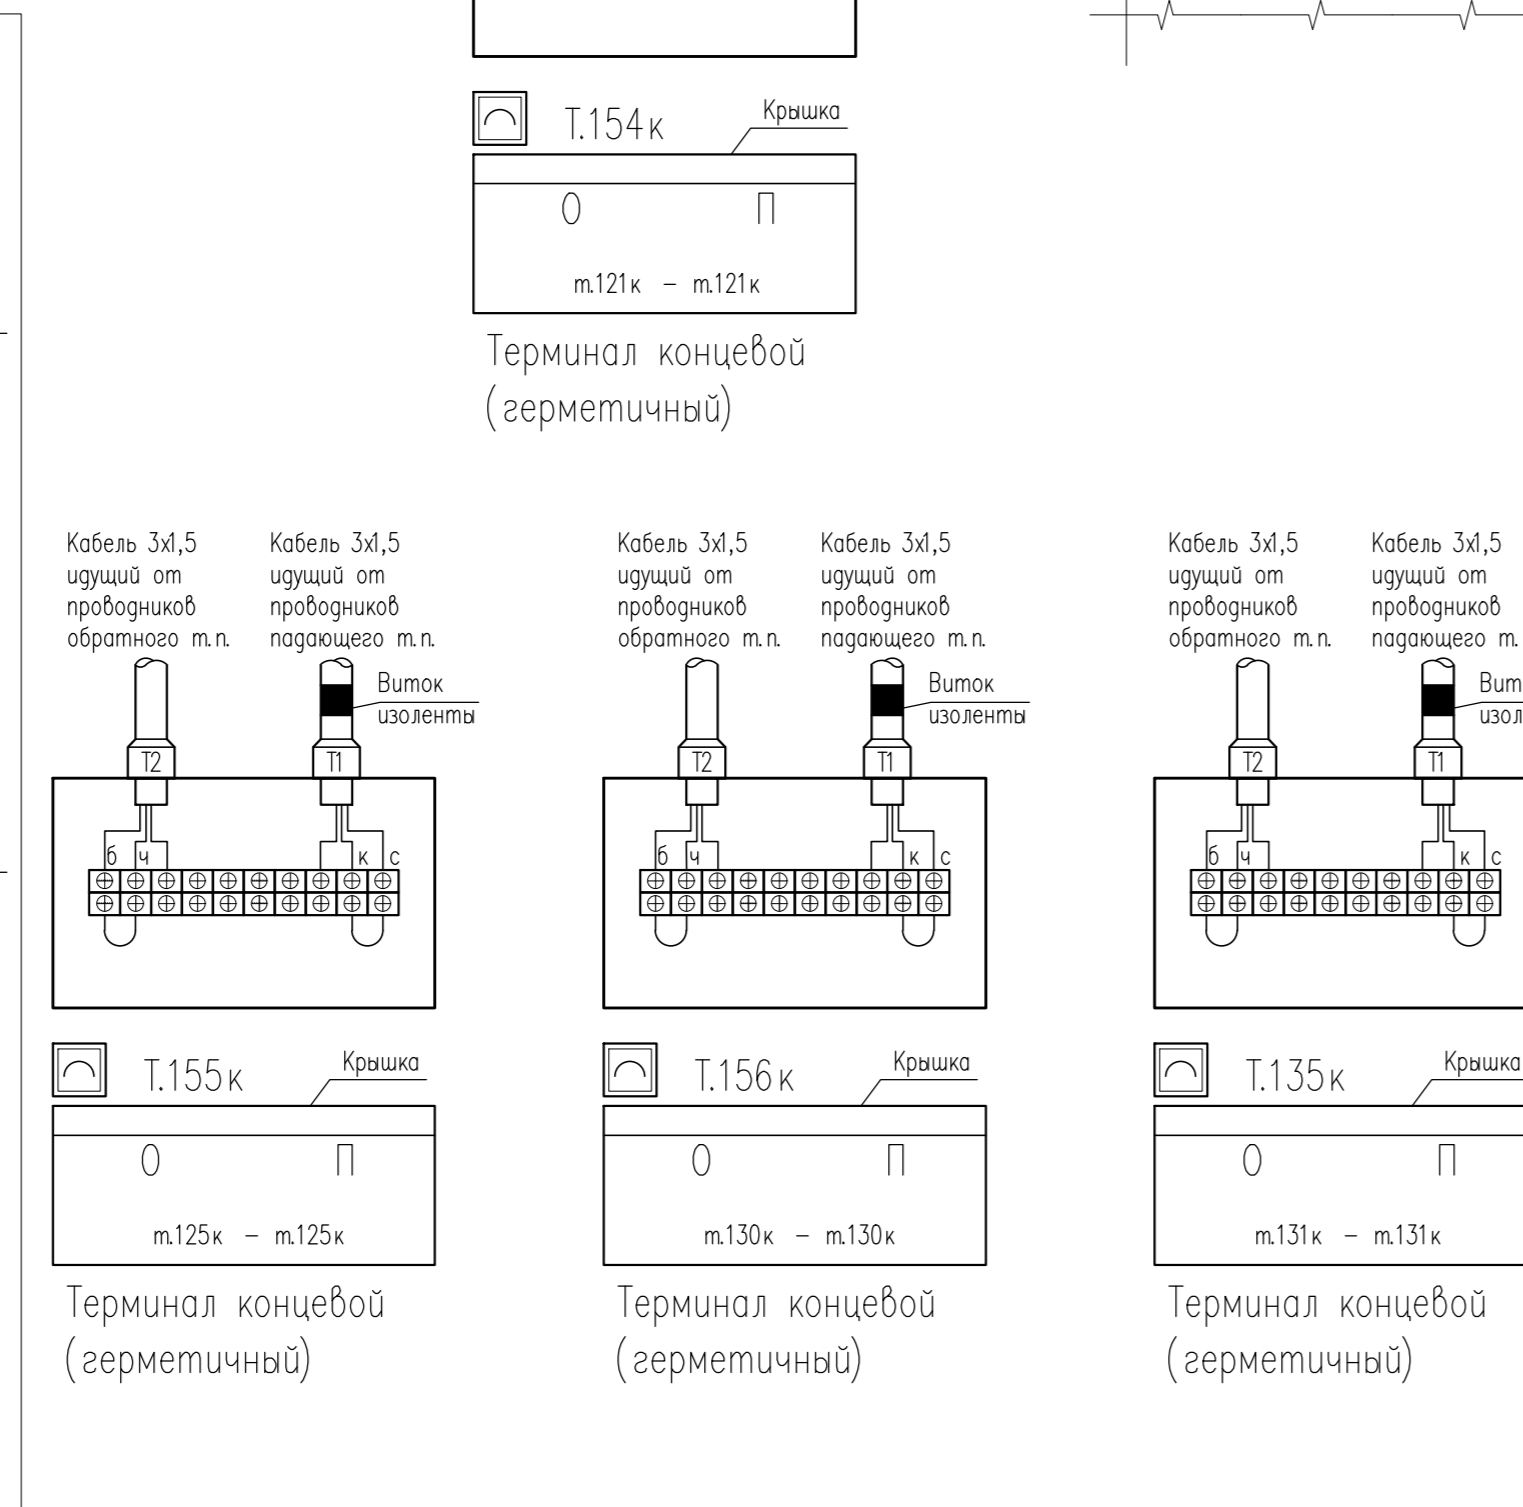 Т.154к
Крышка
О П
т.121к – т.121к
Терминал концевой
(герметичный)
Кабель 3х1,5
идущий от
проводников
обратного т.п.
Кабель 3х1,5
идущий от
проводников
падающего т.п.
Виток
изоленты
Т2 Т1
б ч к с
Т.155к
Крышка
О П
т.125к – т.125к
Терминал концевой
(герметичный)
Кабель 3х1,5
идущий от
проводников
обратного т.п.
Кабель 3х1,5
идущий от
проводников
падающего т.п.
Виток
изоленты
Т2 Т1
б ч к с
Т.156к
Крышка
О П
т.130к – т.130к
Терминал концевой
(герметичный)
Кабель 3х1,5
идущий от
проводников
обратного т.п.
Кабель 3х1,5
идущий от
проводников
падающего т.
Вит
изол
Т2 Т1
б ч к с
Т.135к
Крышка
О П
т.131к – т.131к
Терминал концевой
(герметичный)